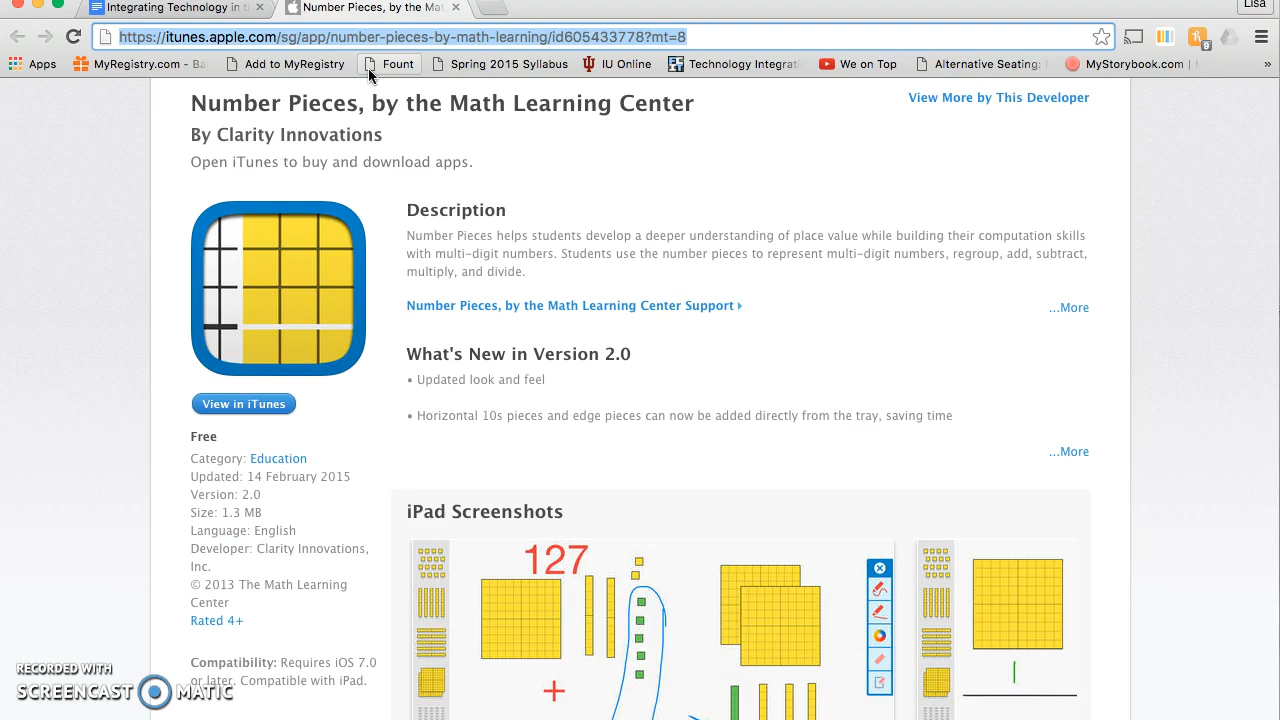 Integrating Technology in t
Number Pieces, by the Mat
Lisa
https://itunes.apple.com/sg/app/number-pieces-by-math-learning/id605433778?mt=8
9
Apps
MyRegistry.com - Ba
Add to MyRegistry
Fount
Spring 2015 Syllabus
IU Online
Technology Integrati
We on Top
Alternative Seating:
MyStorybook.com |
»
Number Pieces, by the Math Learning Center
View More by This Developer
By Clarity Innovations
Open iTunes to buy and download apps.
Description
Number Pieces helps students develop a deeper understanding of place value while building their computation skills
with multi-digit numbers. Students use the number pieces to represent multi-digit numbers, regroup, add, subtract,
multiply, and divide.
Number Pieces, by the Math Learning Center Support
...More
What's New in Version 2.0
• Updated look and feel
• Horizontal 10s pieces and edge pieces can now be added directly from the tray, saving time
...More
View in iTunes
Free
Category: Education
Updated: 14 February 2015
Version: 2.0
Size: 1.3 MB
Language: English
Developer: Clarity Innovations,
Inc.
© 2013 The Math Learning
Center
Rated 4+
Compatibility: Requires iOS 7.0
or later. Compatible with iPad.
iPad Screenshots
127
+
RECORDED WITH
SCREENCAST MATIC